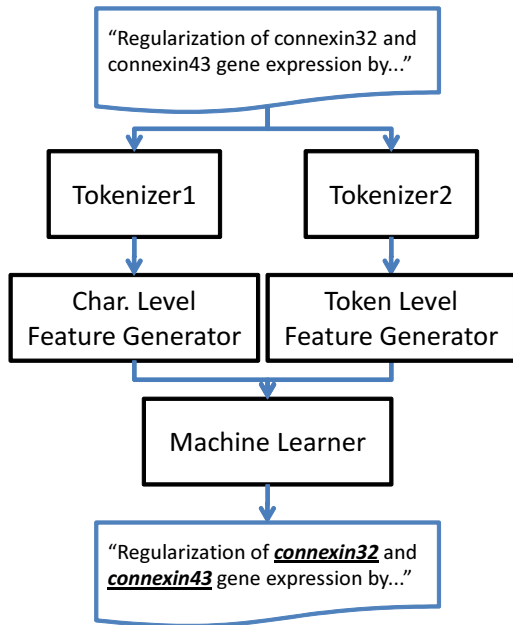 “Regularization of connexin32 and
connexin43 gene expression by...”
Tokenizer1
Tokenizer2
Char. Level
Feature Generator
Token Level
Feature Generator
Machine Learner
“Regularization of connexin32 and
connexin43 gene expression by...”